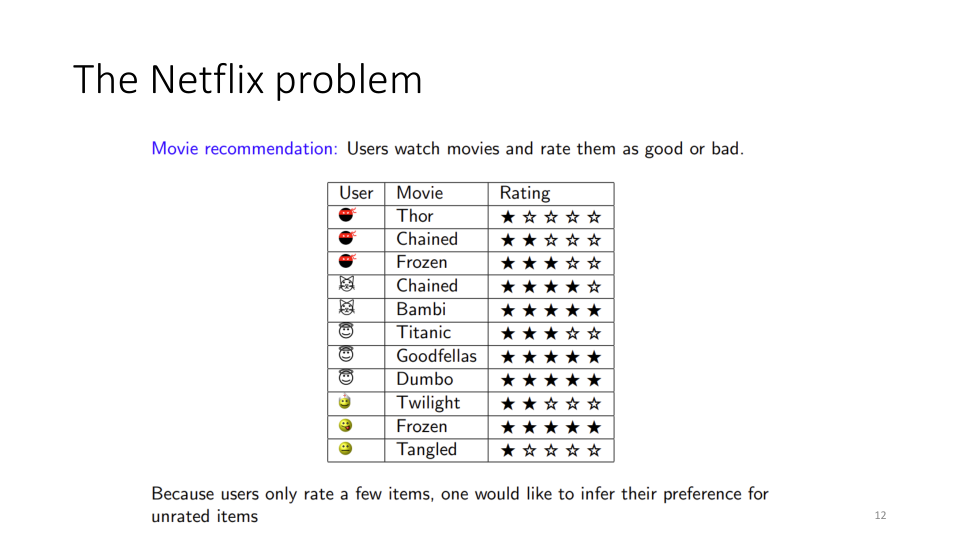 The Netflix problem
Movie recommendation: Users watch movies and rate them as good or bad.
User Movie Rating
Thor ★ ☆ ☆ ☆ ☆
Chained ★ ★ ☆ ☆ ☆
Frozen ★ ★ ★ ☆ ☆
Chained ★ ★ ★ ★ ☆
Bambi ★ ★ ★ ★ ★
Titanic ★ ★ ★ ☆ ☆
Goodfellas ★ ★ ★ ★ ★
Dumbo ★ ★ ★ ★ ★
Twilight ★ ★ ☆ ☆ ☆
Frozen ★ ★ ★ ★ ★
Tangled ★ ☆ ☆ ☆ ☆
Because users only rate a few items, one would like to infer their preference for
unrated items
12